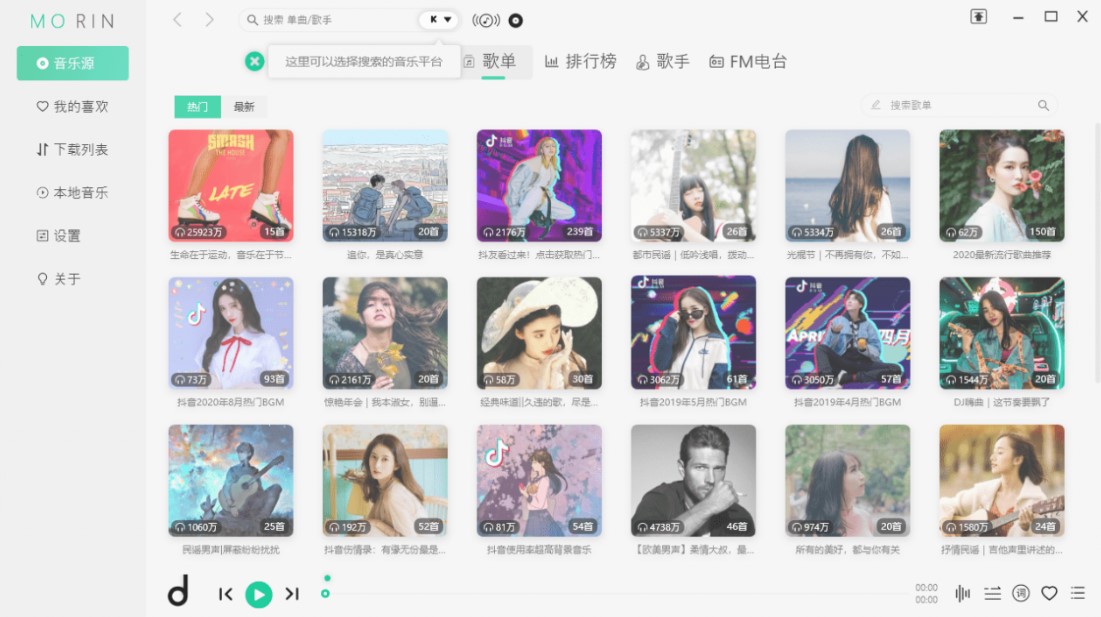 MO RIN
搜索 单曲/歌手
K
音乐源
我的喜欢
下载列表
本地音乐
设置
关于
这里可以选择搜索的音乐平台
歌单
排行榜
歌手
FM电台
热门
最新
搜索歌单
SMASH
THE HOUSE
LATE
25923万 15首
15318万 20首
抖音
2176万 239首
5337万 26首
5334万 26首
62万 150首
生命在于运动，音乐在于节...
追你，是真心实意
抖友看过来！点击获取热门...
都市民谣｜低吟浅唱，拨动...
光棍节｜不再拥有你，不如...
2020最新流行歌曲推荐
73万 93首
2161万 20首
58万 30首
抖音
3062万 61首
抖音
APRI
四月
3050万 57首
1544万 20首
抖音2020年8月热门BGM
惊艳年会｜我本淑女，别逼...
经典味道||久违的歌，尽是...
抖音2019年5月热门BGM
抖音2019年4月热门BGM
DJ嗨曲｜这节奏要飘了
1060万 25首
192万 52首
81万 54首
4738万 46首
974万 20首
1580万 24首
民谣男声|屏蔽纷纷扰扰
抖音伤情录：有缘无份最是...
抖音使用率超高背景音乐
【欧美男声】柔情大叔，最...
所有的美好，都与你有关
抒情民谣｜吉他声里讲述的...
00:00
00:00
词